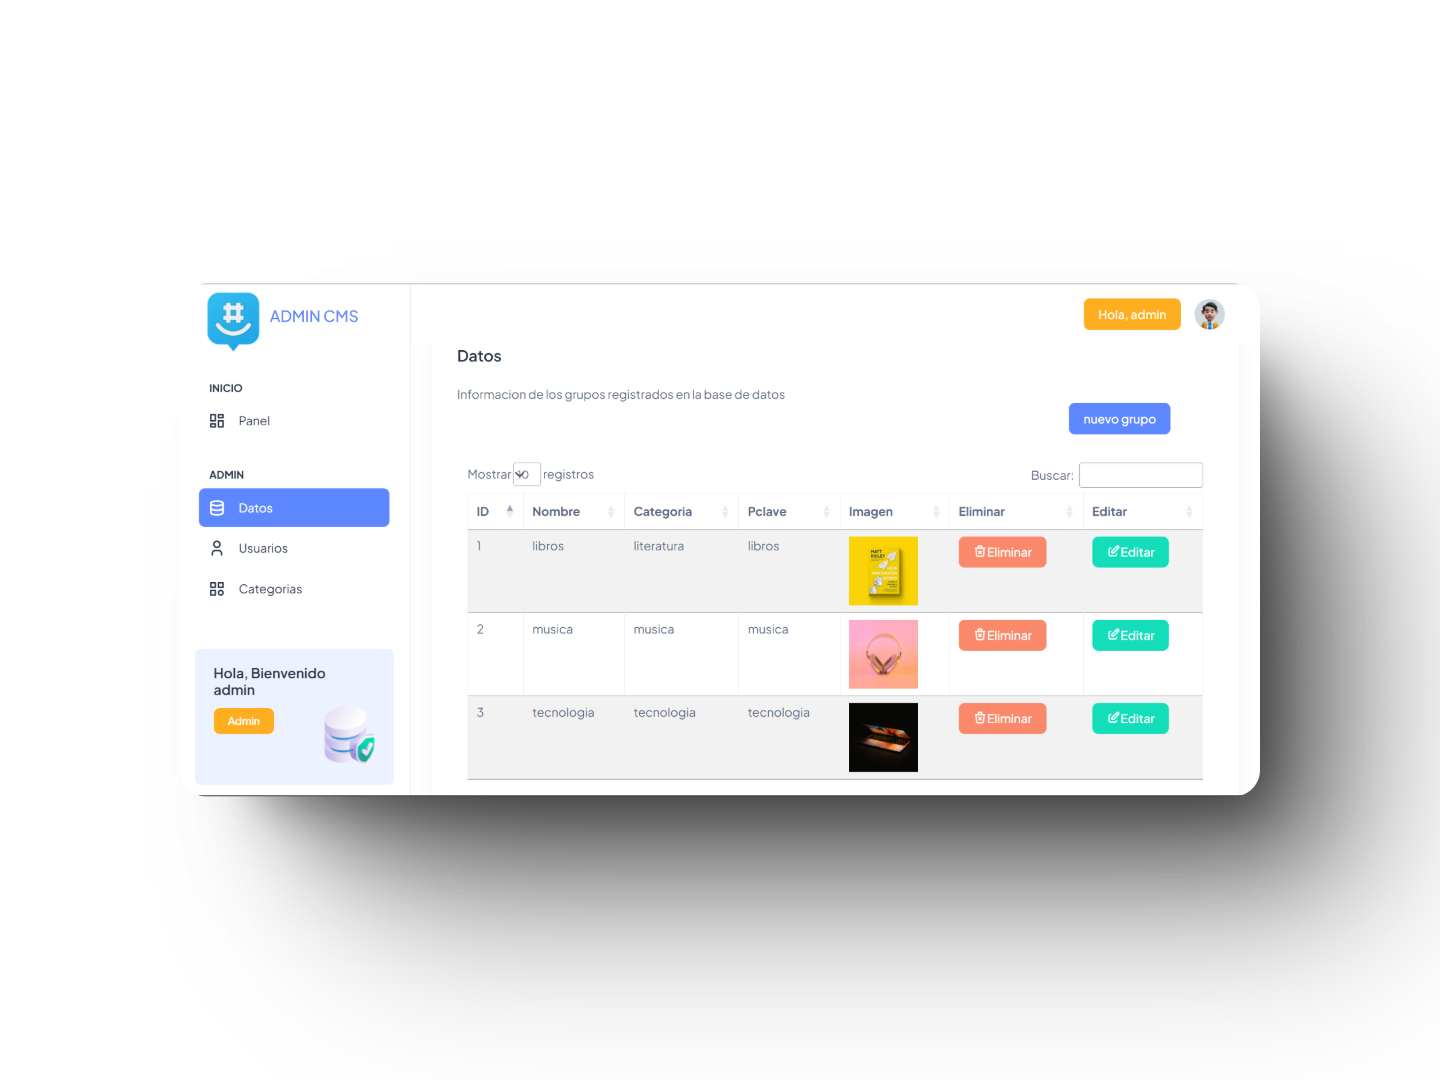 ADMIN CMS
Hola, admin
INICIO
Panel
ADMIN
Datos
Usuarios
Categorias
Hola, Bienvenido
admin
Admin
Datos
Informacion de los grupos registrados en la base de datos
nuevo grupo
Mostrar 10 registros
Buscar:
ID Nombre Categoria Pclave Imagen Eliminar Editar
1 libros literatura libros Eliminar Editar
MATT
RIDLEY
2 musica musica musica Eliminar Editar
3 tecnologia tecnologia tecnologia Eliminar Editar